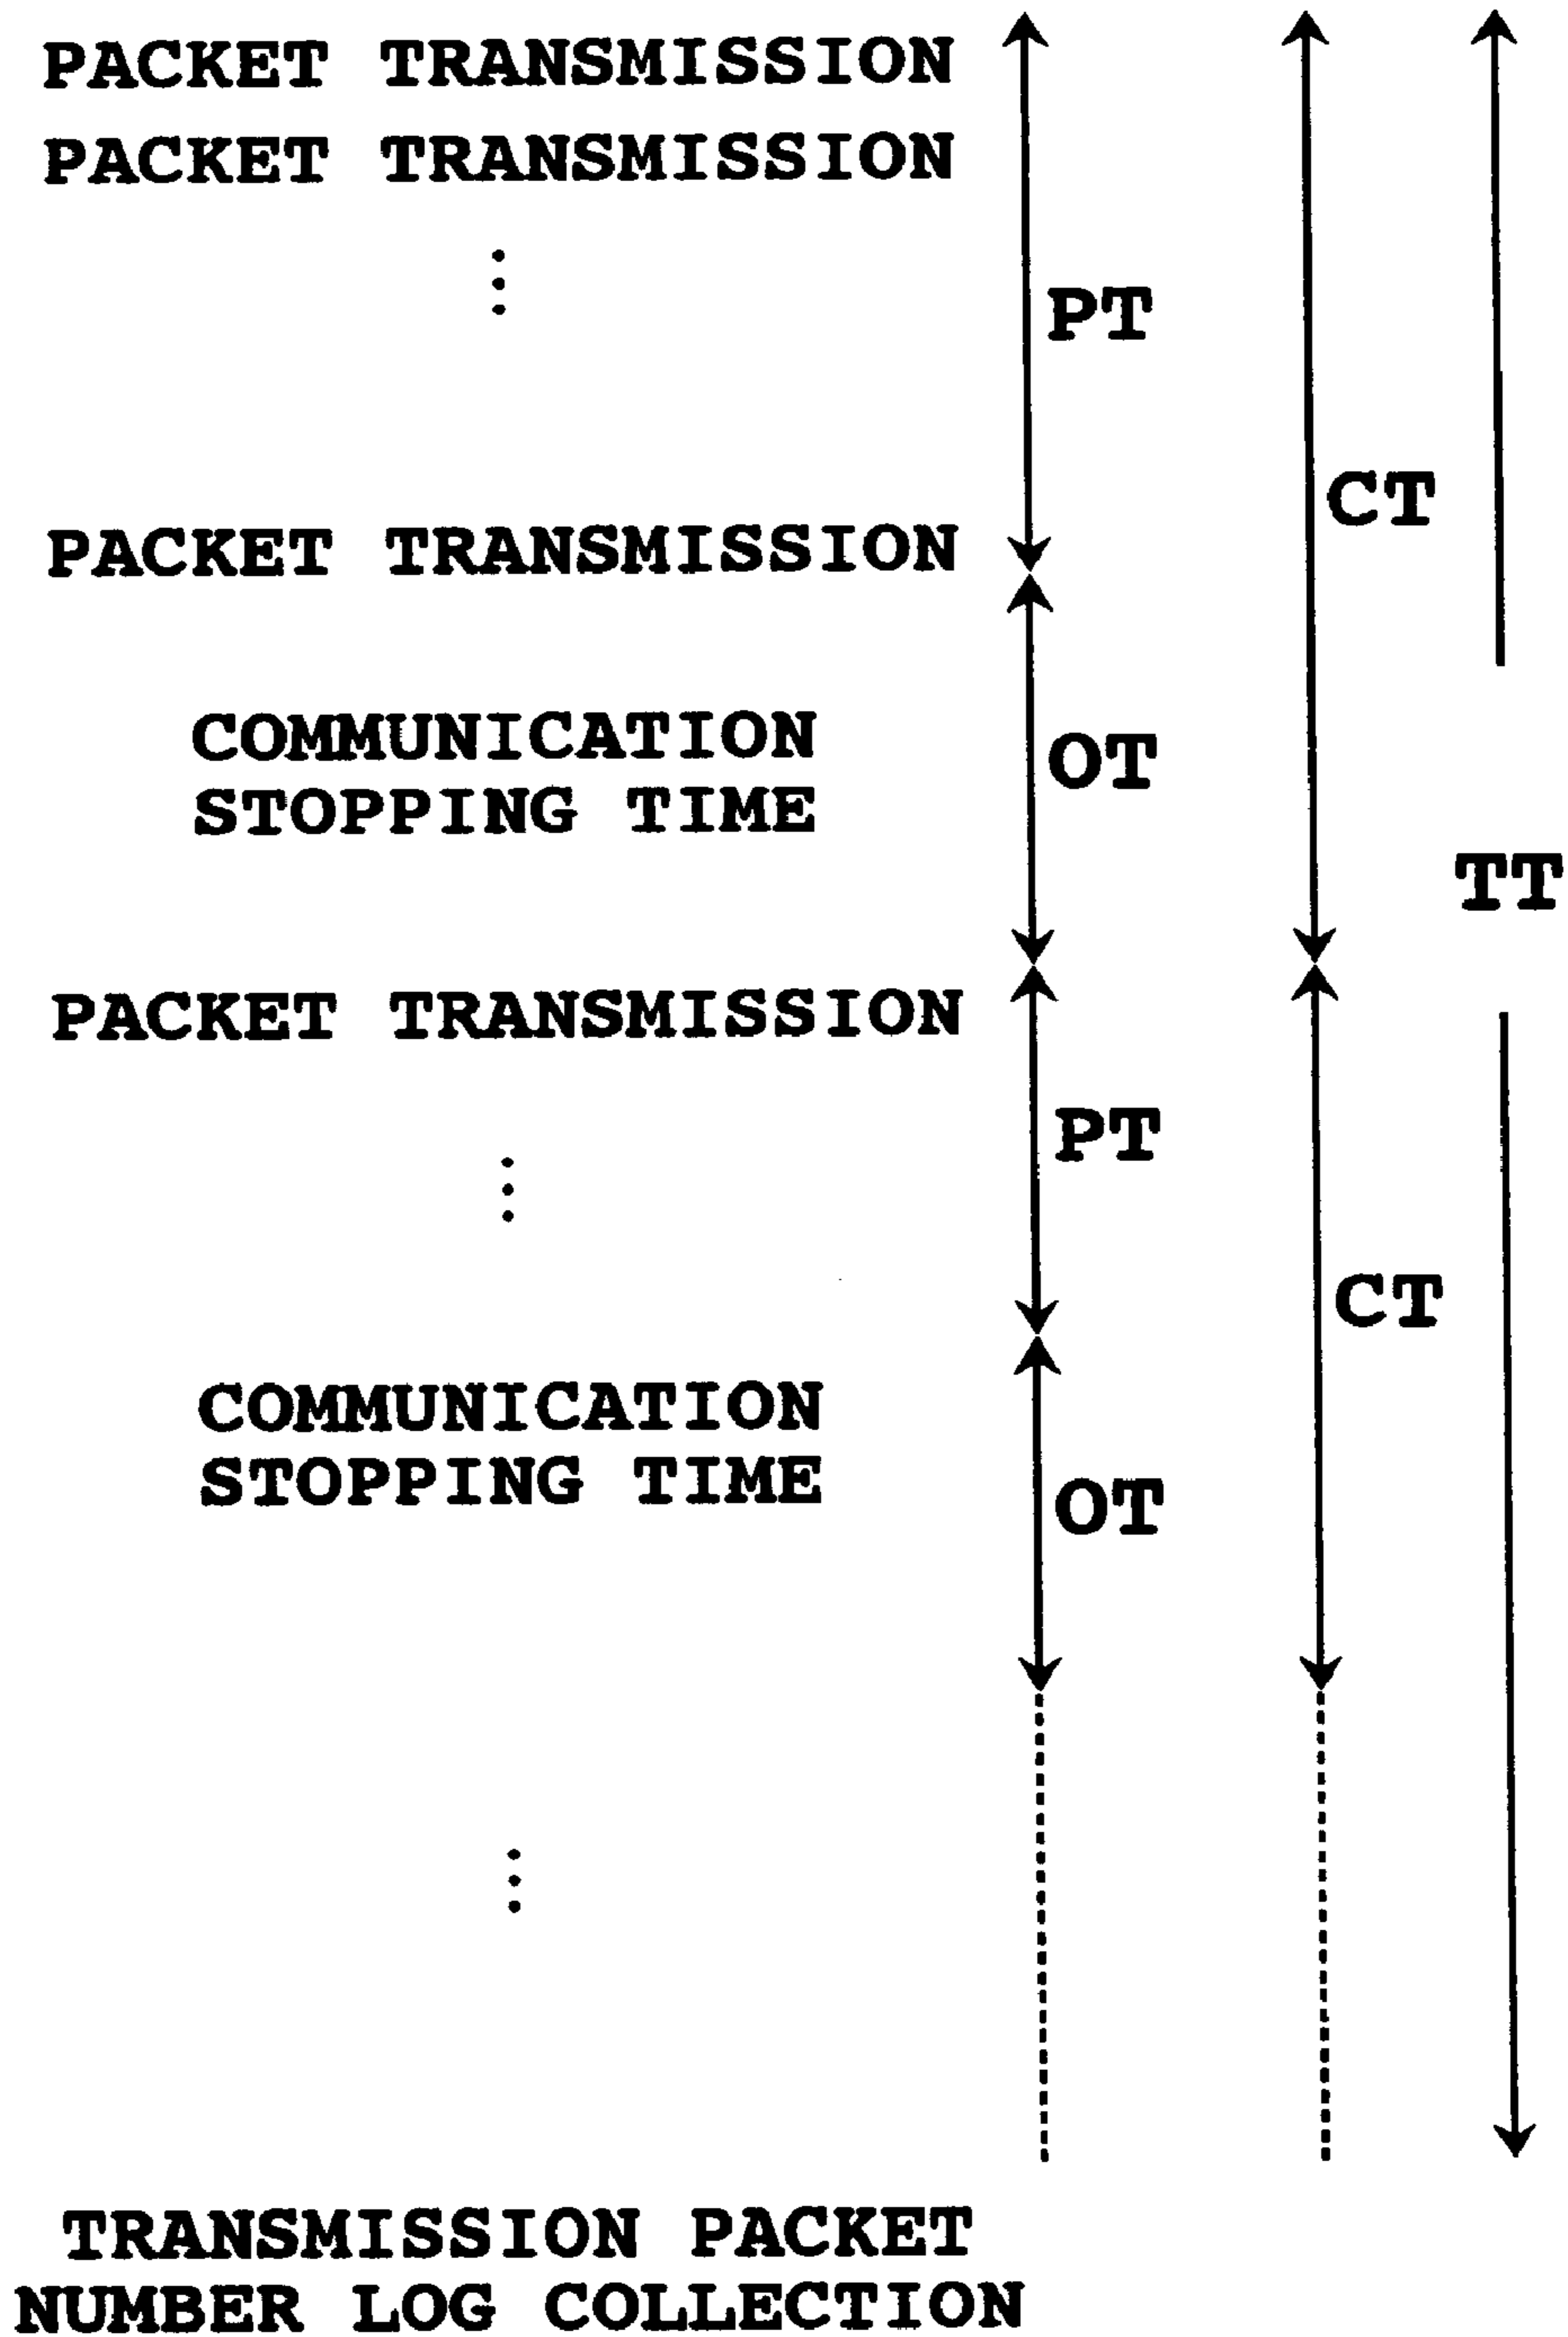 PACKET TRANSMISSION
PACKET TRANSMISSION
PT
CT
PACKET TRANSMISSION
COMMUNICATION
STOPPING TIME
OT
TT
PACKET TRANSMISSION
PT
CT
COMMUNICATION
STOPPING TIME
OT
TRANSMISSION PACKET
NUMBER LOG COLLECTION